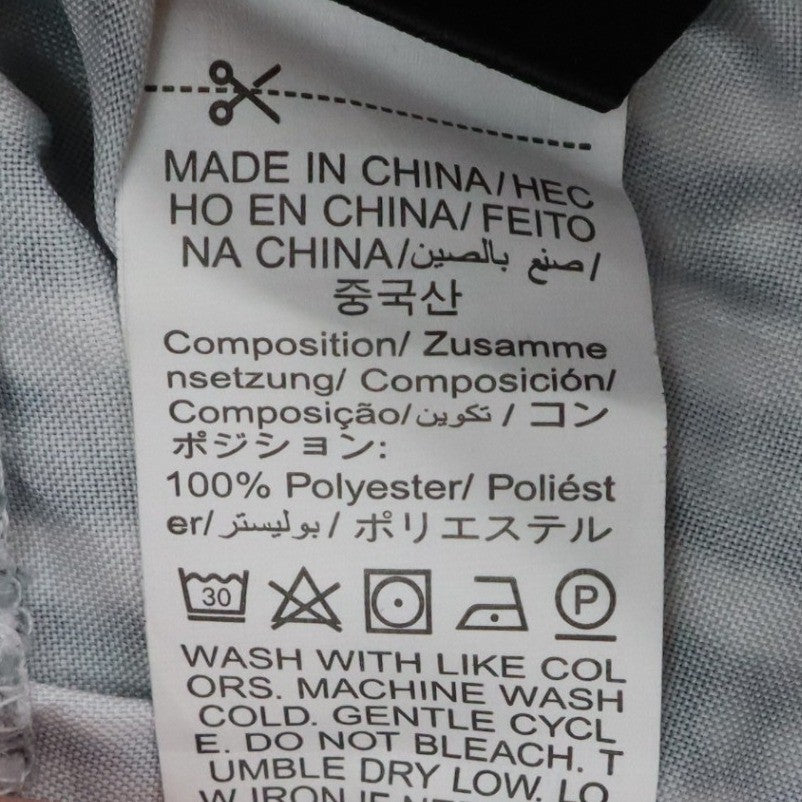 MADE IN CHINA/HEC
HO EN CHINA/ FEITO
NA CHINA/صنع بالصين/
중국산
Composition/ Zusamme
nsetzung/ Composición/
Composição/تكوين / コン
ポジション:
100% Polyester/ Poliést
er/بوليستر/ ポリエステル
30 P
WASH WITH LIKE COL
ORS. MACHINE WASH
COLD. GENTLE CYCL
E. DO NOT BLEACH. T
UMBLE DRY LOW. LO
W IRON IF NE